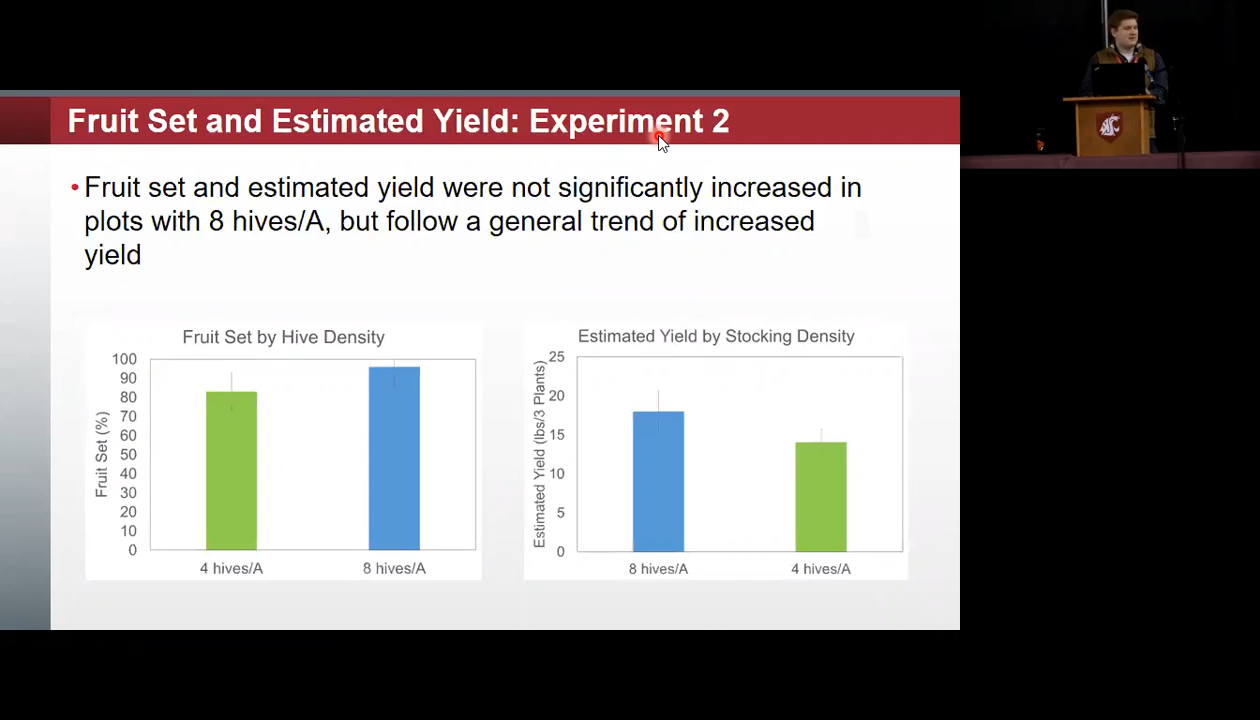 Fruit Set and Estimated Yield: Experiment 2
• Fruit set and estimated yield were not significantly increased in
plots with 8 hives/A, but follow a general trend of increased
yield
Fruit Set by Hive Density
100
90
80
70
60
50
40
30
20
10
0
Fruit Set (%)
4 hives/A
8 hives/A
Estimated Yield by Stocking Density
25
20
15
10
5
0
Estimated Yield (lbs/3 Plants)
8 hives/A
4 hives/A